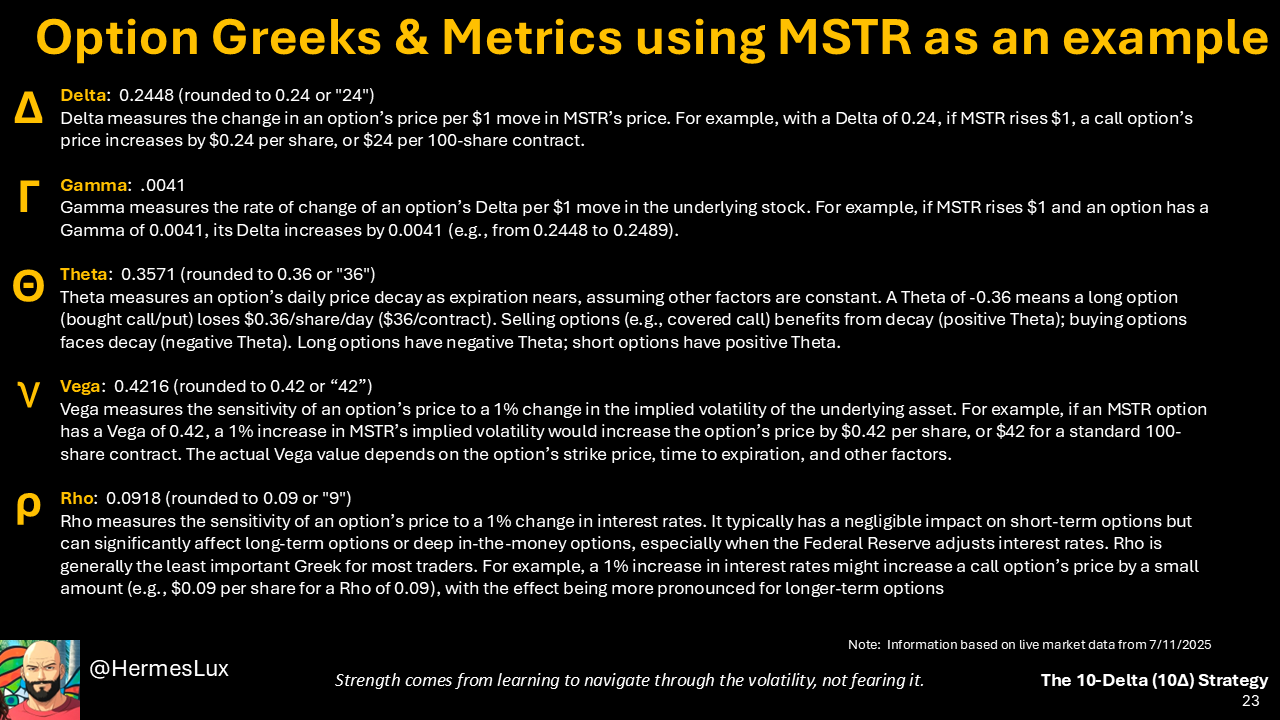 Option Greeks & Metrics using MSTR as an example
Δ
Delta:  0.2448 (rounded to 0.24 or "24")
Delta measures the change in an option’s price per $1 move in MSTR’s price. For example, with a Delta of 0.24, if MSTR rises $1, a call option’s
price increases by $0.24 per share, or $24 per 100-share contract.
Γ
Gamma:  .0041
Gamma measures the rate of change of an option’s Delta per $1 move in the underlying stock. For example, if MSTR rises $1 and an option has a
Gamma of 0.0041, its Delta increases by 0.0041 (e.g., from 0.2448 to 0.2489).
Θ
Theta:  0.3571 (rounded to 0.36 or "36")
Theta measures an option’s daily price decay as expiration nears, assuming other factors are constant. A Theta of -0.36 means a long option
(bought call/put) loses $0.36/share/day ($36/contract). Selling options (e.g., covered call) benefits from decay (positive Theta); buying options
faces decay (negative Theta). Long options have negative Theta; short options have positive Theta.
ν
Vega:  0.4216 (rounded to 0.42 or “42”)
Vega measures the sensitivity of an option’s price to a 1% change in the implied volatility of the underlying asset. For example, if an MSTR option
has a Vega of 0.42, a 1% increase in MSTR’s implied volatility would increase the option’s price by $0.42 per share, or $42 for a standard 100-
share contract. The actual Vega value depends on the option’s strike price, time to expiration, and other factors.
ρ
Rho:  0.0918 (rounded to 0.09 or "9")
Rho measures the sensitivity of an option’s price to a 1% change in interest rates. It typically has a negligible impact on short-term options but
can significantly affect long-term options or deep in-the-money options, especially when the Federal Reserve adjusts interest rates. Rho is
generally the least important Greek for most traders. For example, a 1% increase in interest rates might increase a call option’s price by a small
amount (e.g., $0.09 per share for a Rho of 0.09), with the effect being more pronounced for longer-term options
Note:  Information based on live market data from 7/11/2025
@HermesLux
Strength comes from learning to navigate through the volatility, not fearing it.
The 10-Delta (10Δ) Strategy
23